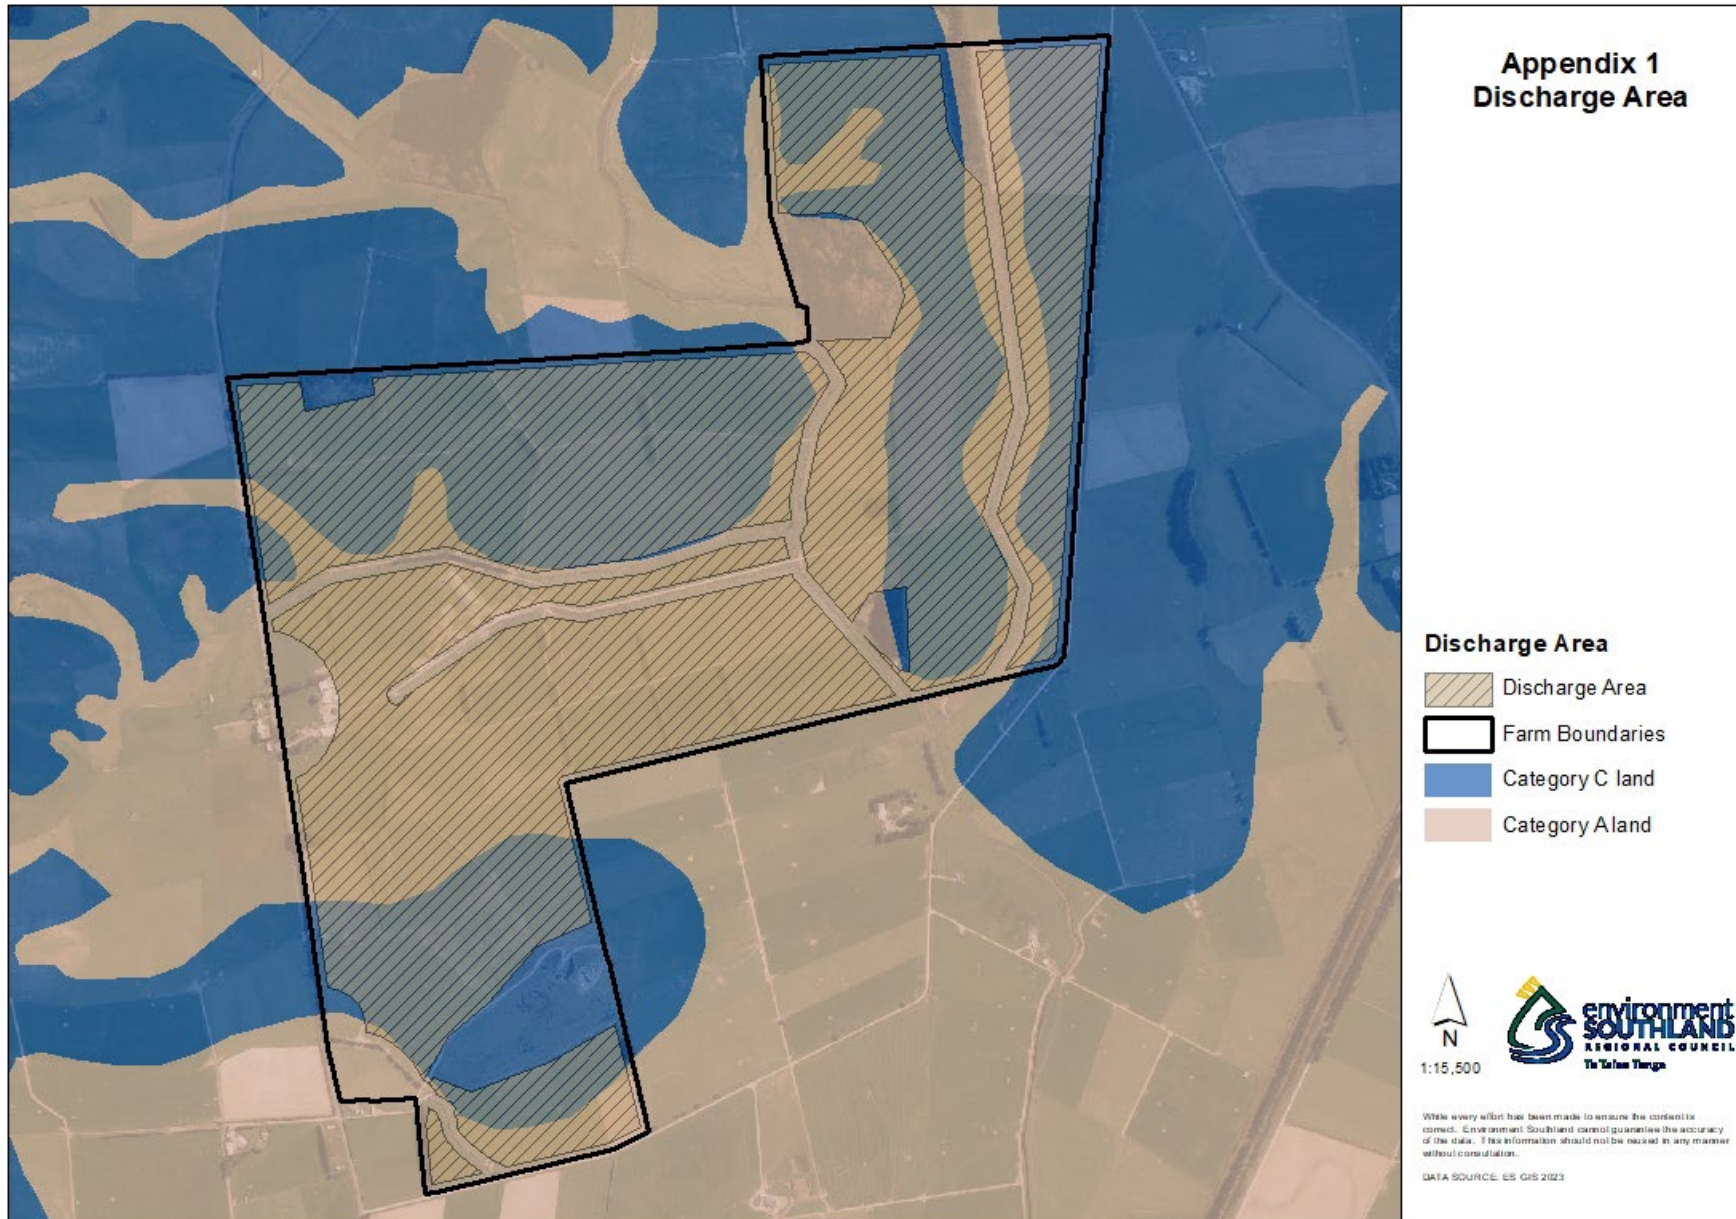 Appendix 1
Discharge Area
Discharge Area
Discharge Area
Farm Boundaries
Category C land
Category A land
N
1:15,500
environment
SOUTHLAND
REGIONAL COUNCIL
Te Taiao Tonga
While every effort has been made to ensure the content is
correct. Environment Southland cannot guarantee the accuracy
of the data. This information should not be reused in any manner
without consultation.
DATA SOURCE: ES GIS 2023